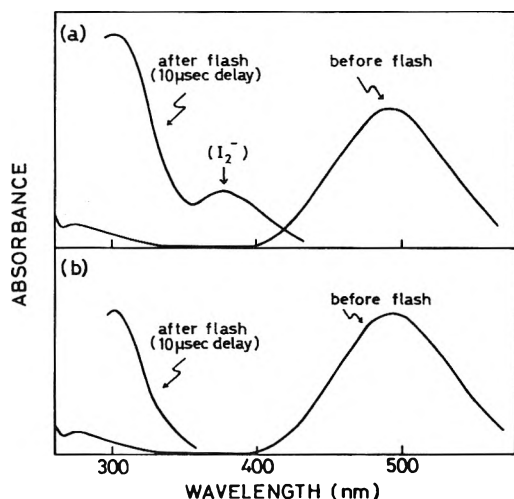 (a)
after flash
(10μsec delay)
before flash
(I₂⁻)
(b)
before flash
after flash
(10μsec delay)
ABSORBANCE
300 400 500
WAVELENGTH (nm)